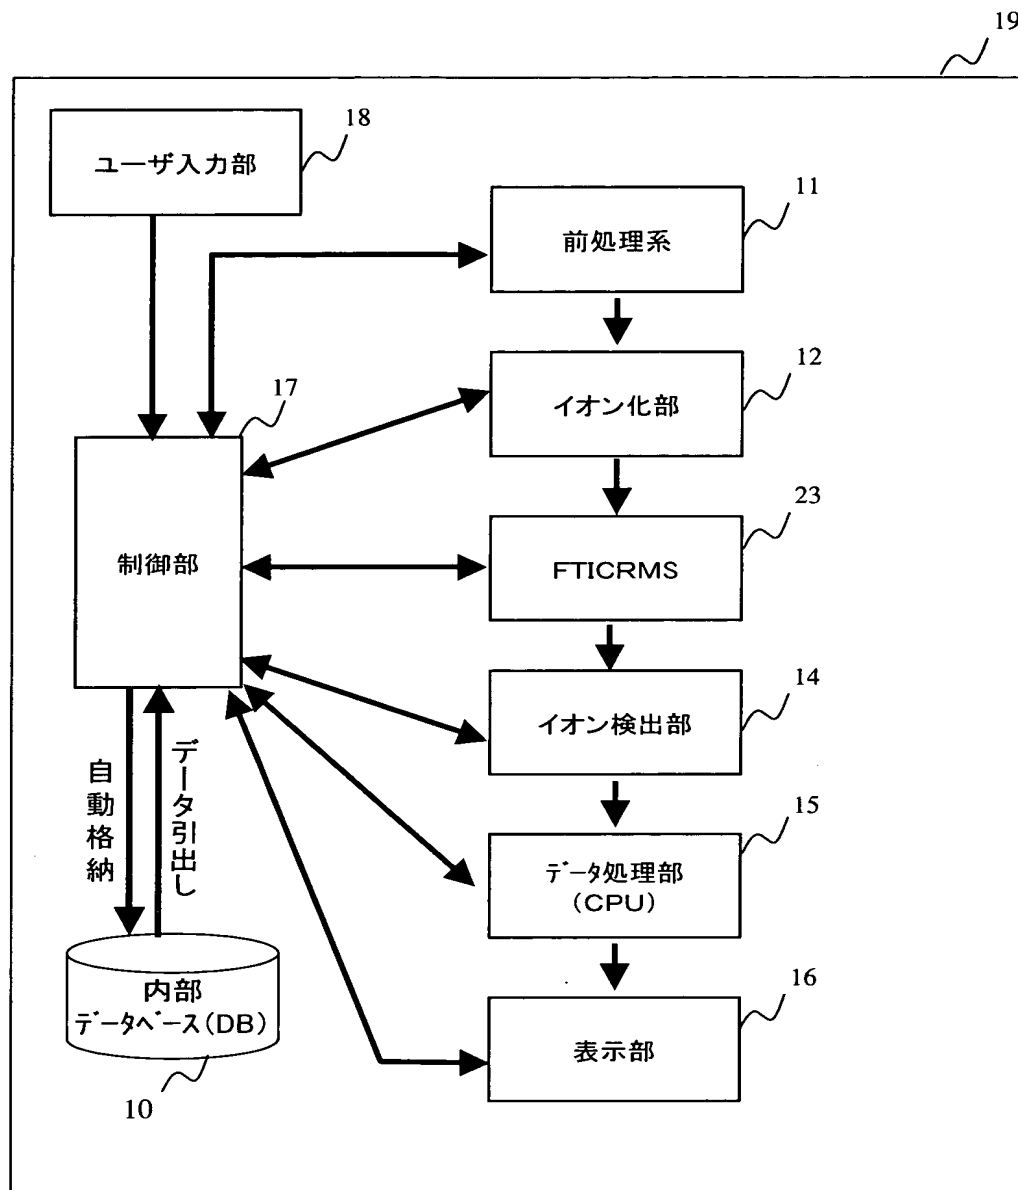 19
18
ユーザ入力部
11
前処理系
12
イオン化部
17
制御部
23
FTICRMS
14
イオン検出部
自動格納
データ引出し
15
データ処理部
(CPU)
16
表示部
内部
データベース(DB)
10